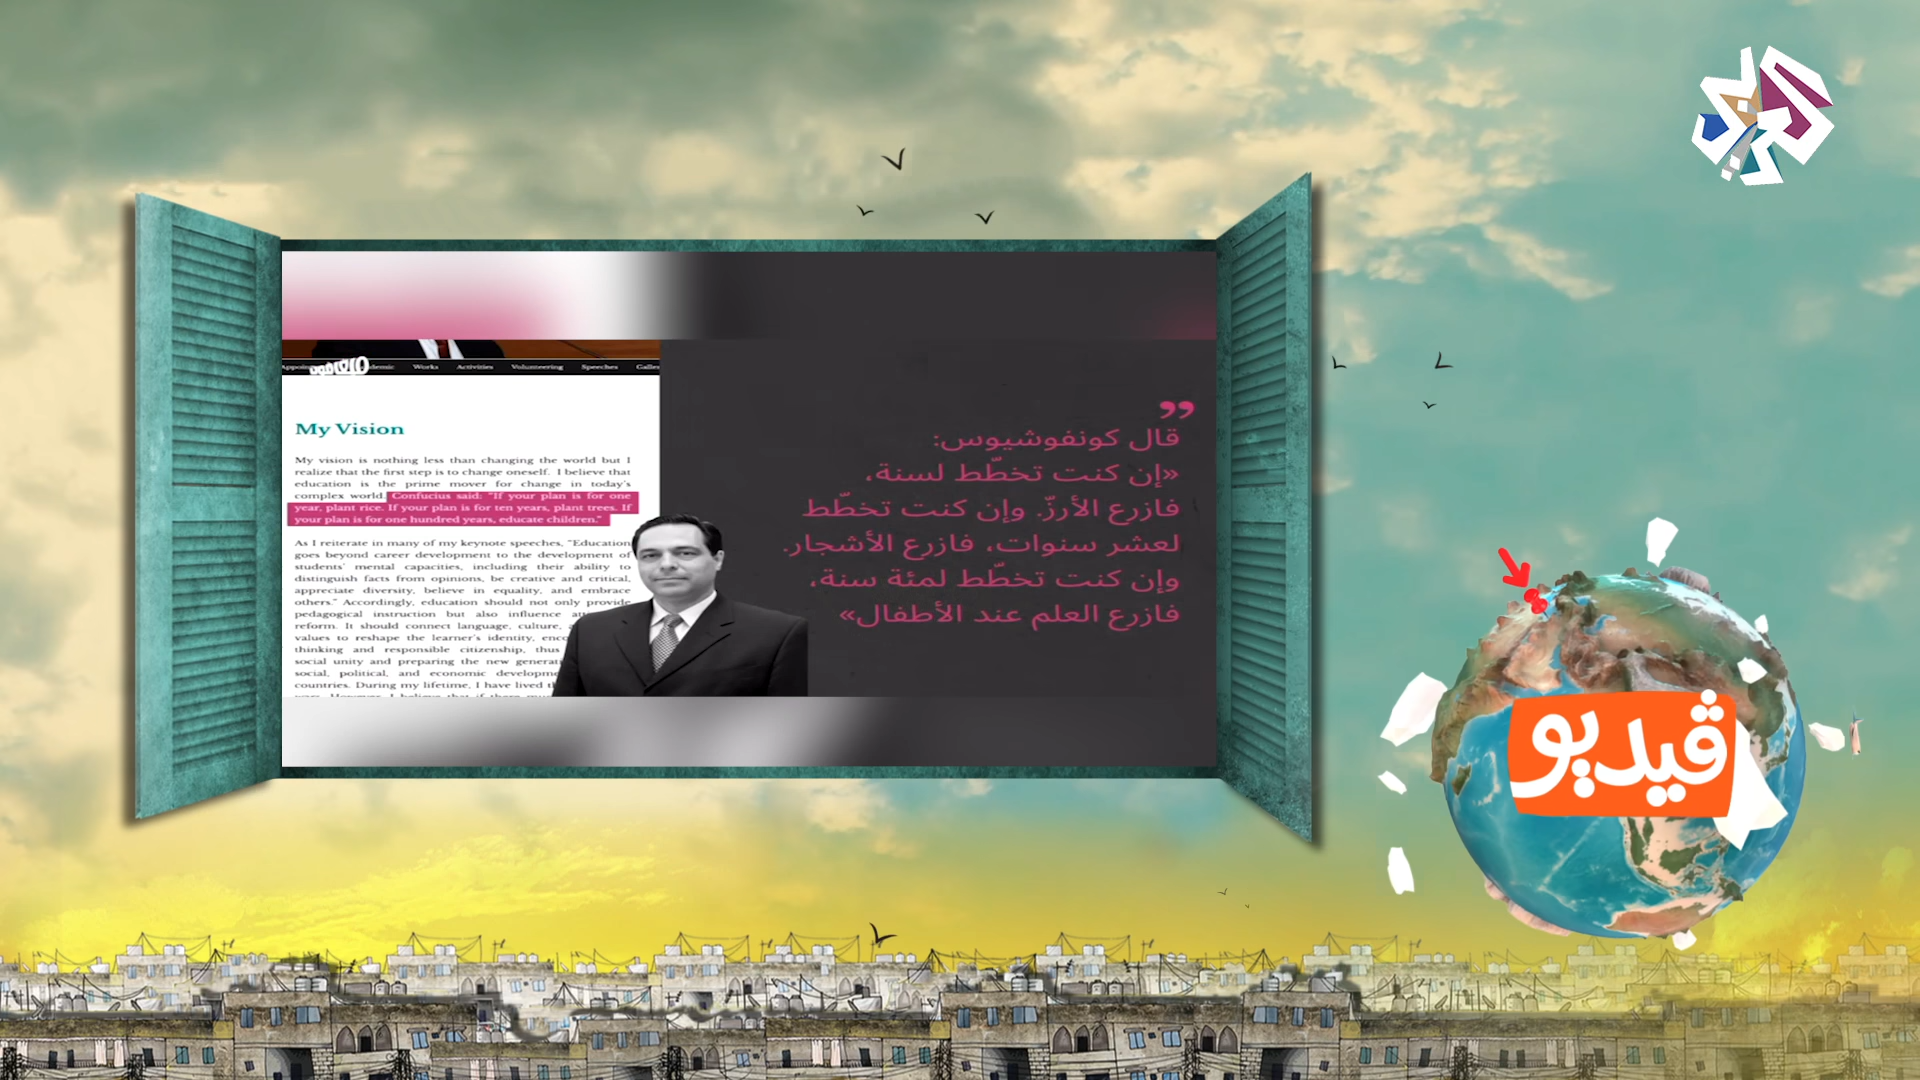 العربي
Works Activities Volunteering Speeches
My Vision
My vision is nothing less than changing the world but I
realize that the first step is to change oneself. I believe that
education is the prime mover for change in today's
complex world. Confucius said: "If your plan is for one
year, plant rice. If your plan is for ten years, plant trees. If
your plan is for one hundred years, educate children."
As I reiterate in many of my keynote speeches, "Education
goes beyond career development to the development of
students' mental capacities, including their ability to
distinguish facts from opinions, be creative and critical,
appreciate diversity, believe in equality, and embrace
others." Accordingly, education should not only provide
pedagogical instruction but also influence
reform. It should connect language, culture,
values to reshape the learner's identity,
thinking and responsible citizenship, thus
social unity and preparing the new
social, political, and economic
countries. During my lifetime, I have lived
”
قال كونفوشيوس:
«إن كنت تخطّط لسنة،
فازرع الأرزّ. وإن كنت تخطّط
لعشر سنوات، فازرع الأشجار.
وإن كنت تخطّط لمئة سنة،
فازرع العلم عند الأطفال»
ڤيديو